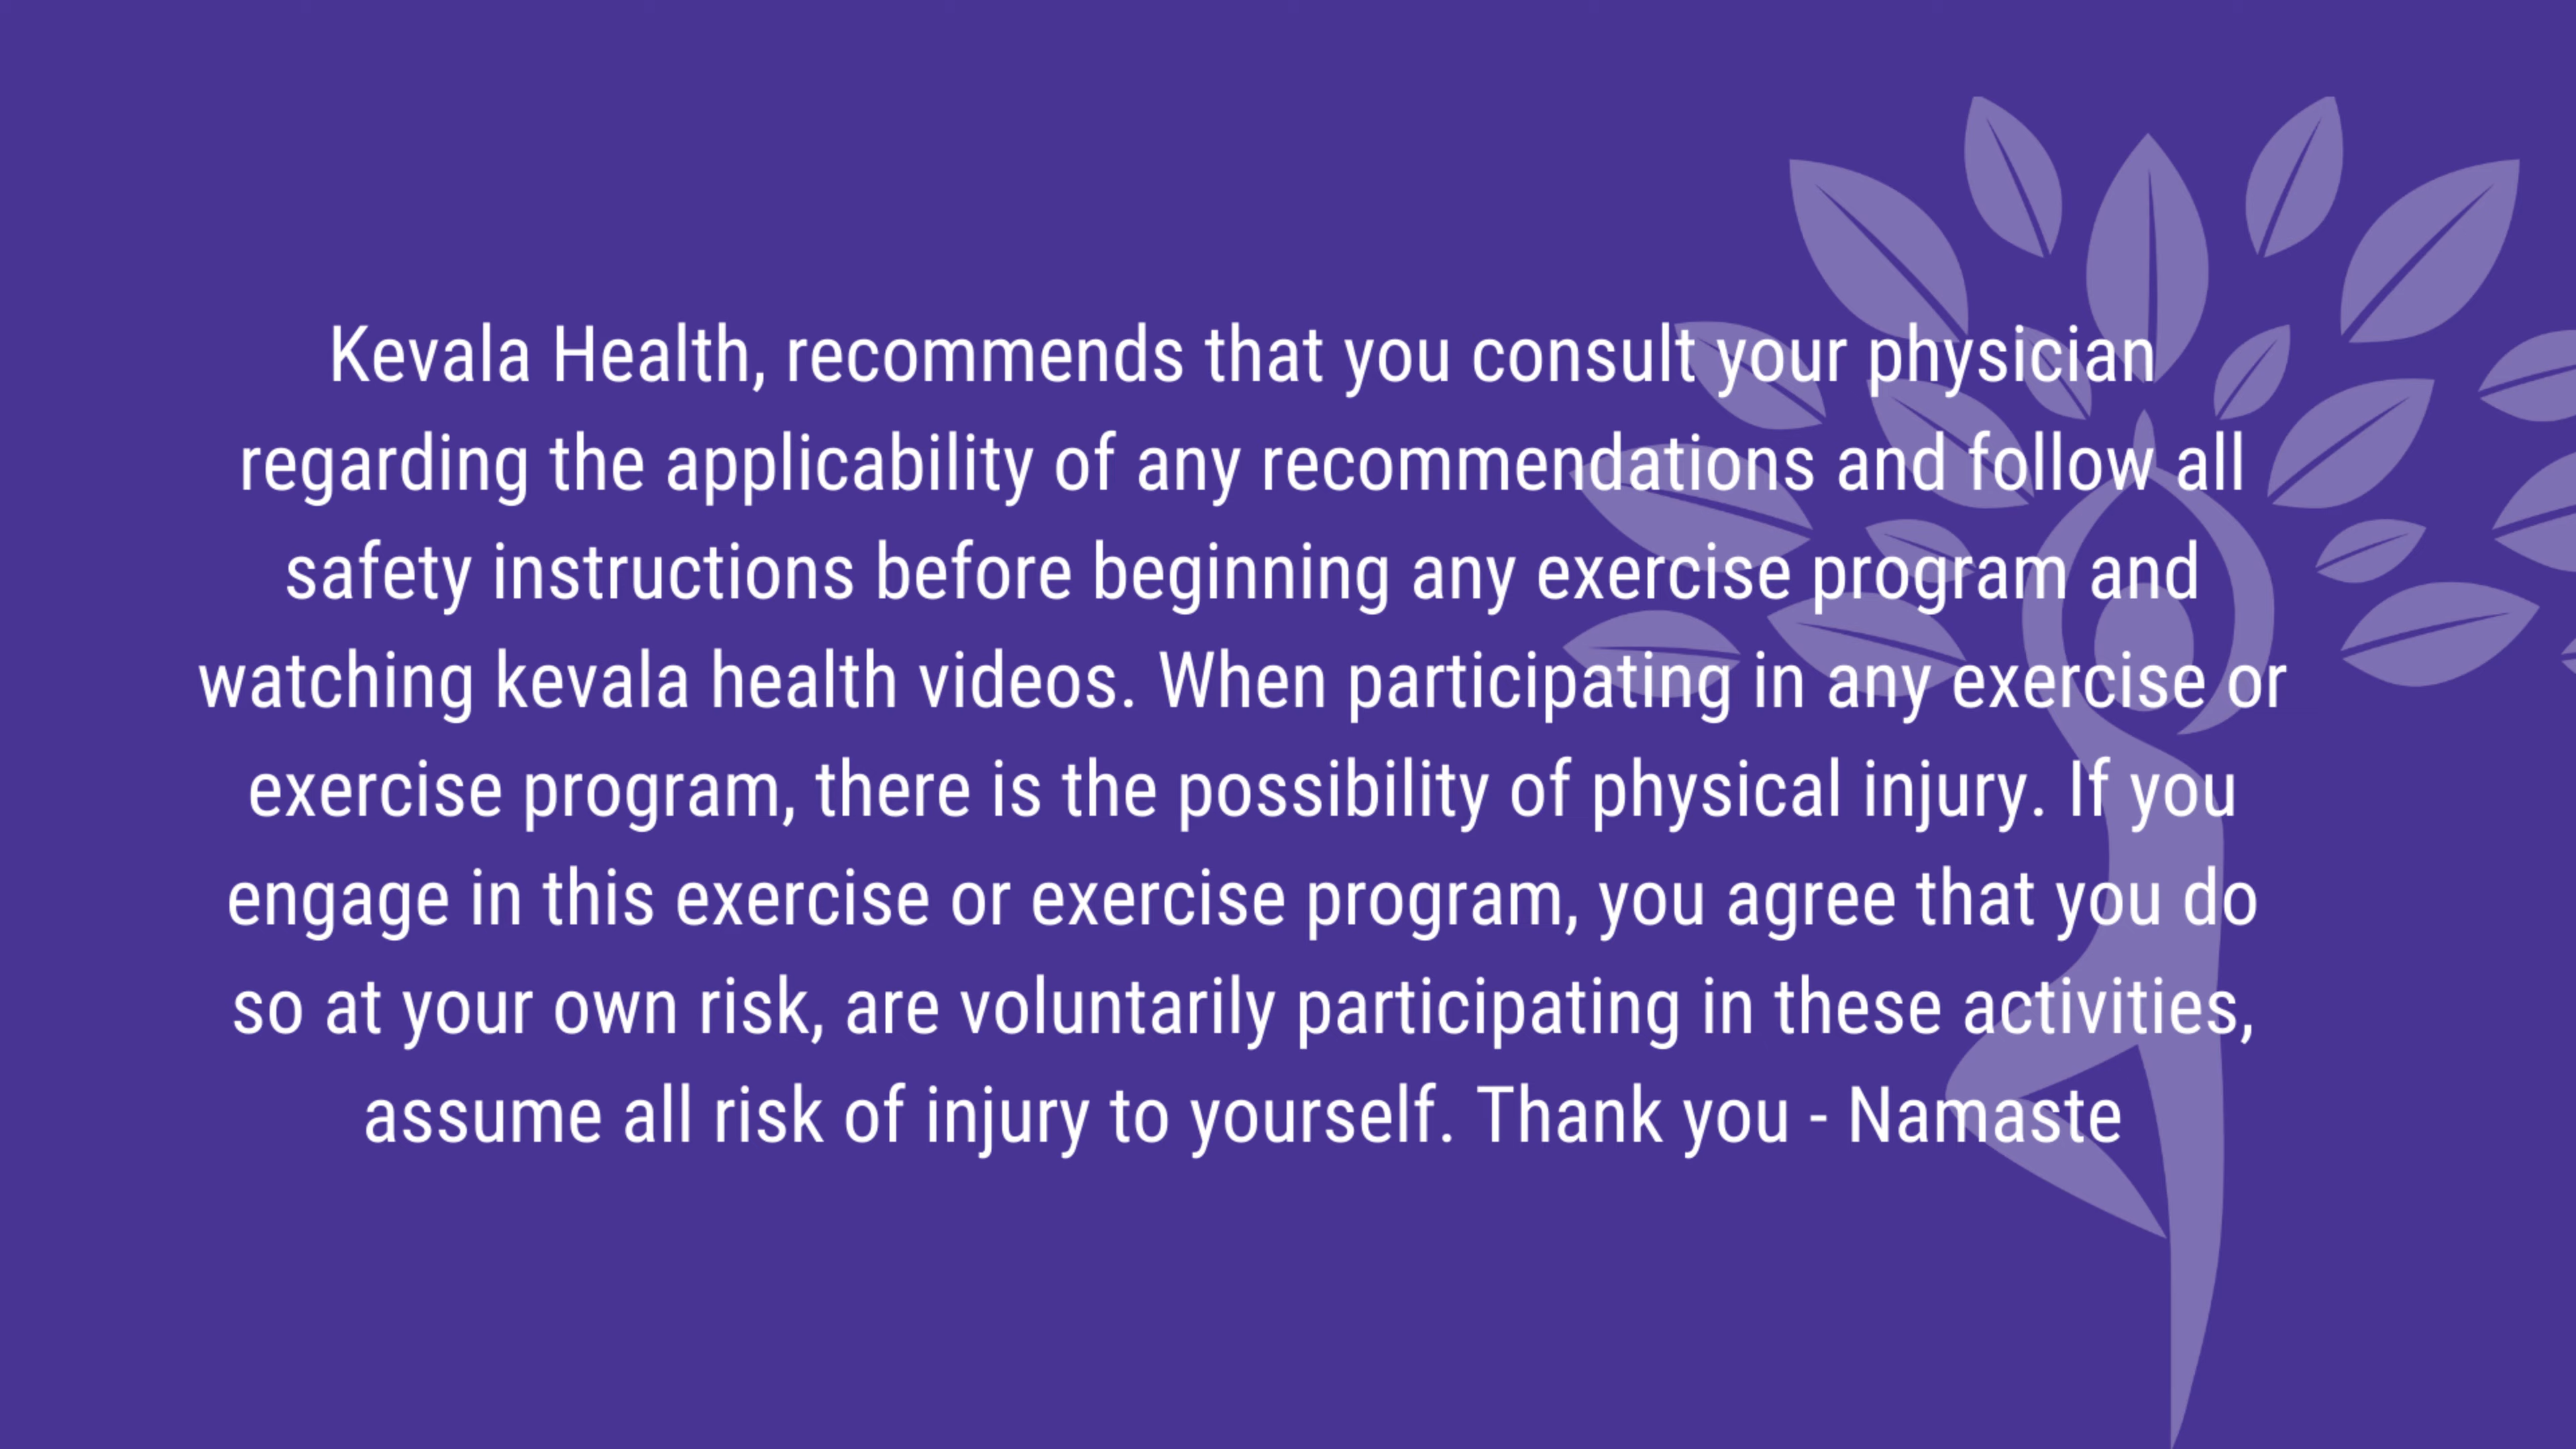 Kevala Health, recommends that you consult your physician
regarding the applicability of any recommendations and follow all
safety instructions before beginning any exercise program and
watching kevala health videos. When participating in any exercise or
exercise program, there is the possibility of physical injury. If you
engage in this exercise or exercise program, you agree that you do
so at your own risk, are voluntarily participating in these activities,
assume all risk of injury to yourself. Thank you - Namaste